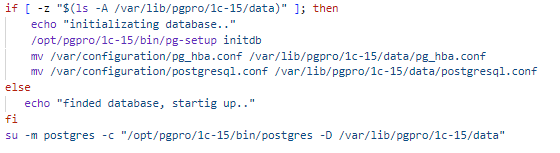 if [ -z "$(ls -A /var/lib/pgpro/1c-15/data)" ]; then
echo "initializating database.."
/opt/pgpro/1c-15/bin/pg-setup initdb
mv /var/configuration/pg_hba.conf /var/lib/pgpro/1c-15/data/pg_hba.conf
mv /var/configuration/postgresql.conf /var/lib/pgpro/1c-15/data/postgresql.conf
else
echo "finded database, startig up.."
fi
su -m postgres -c "/opt/pgpro/1c-15/bin/postgres -D /var/lib/pgpro/1c-15/data"